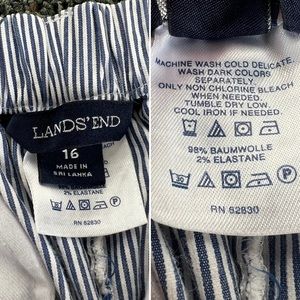 LANDS' END
16
MADE IN
SRI LANKA
98% BAUMWOLLE
2% ELASTANE
RN 62830
MACHINE WASH COLD DELICATE,
WASH DARK COLORS
SEPARATELY
ONLY NON CHLORINE BLEACH
WHEN NEEDED.
TUMBLE DRY LOW.
COOL IRON IF NEEDED.
98% BAUMWOLLE
2% ELASTANE
RN 62830